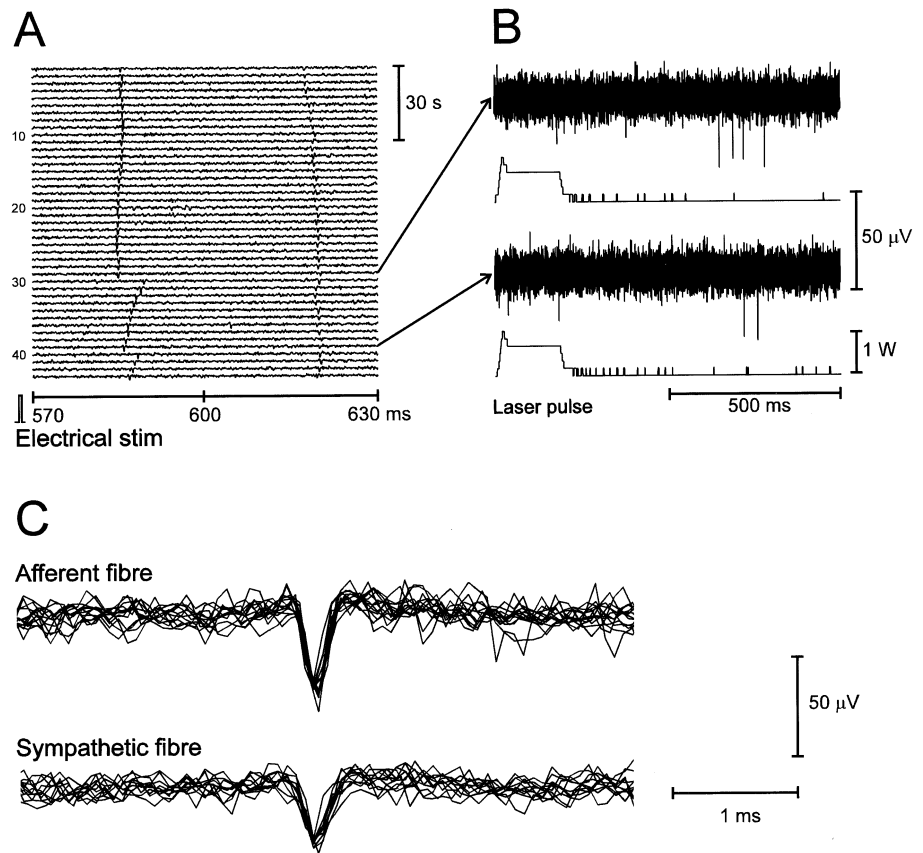 A
B
30 s
10
20
30
40
50 µV
1 W
570 600 630 ms
Electrical stim
Laser pulse
500 ms
C
Afferent fibre
50 µV
Sympathetic fibre
1 ms